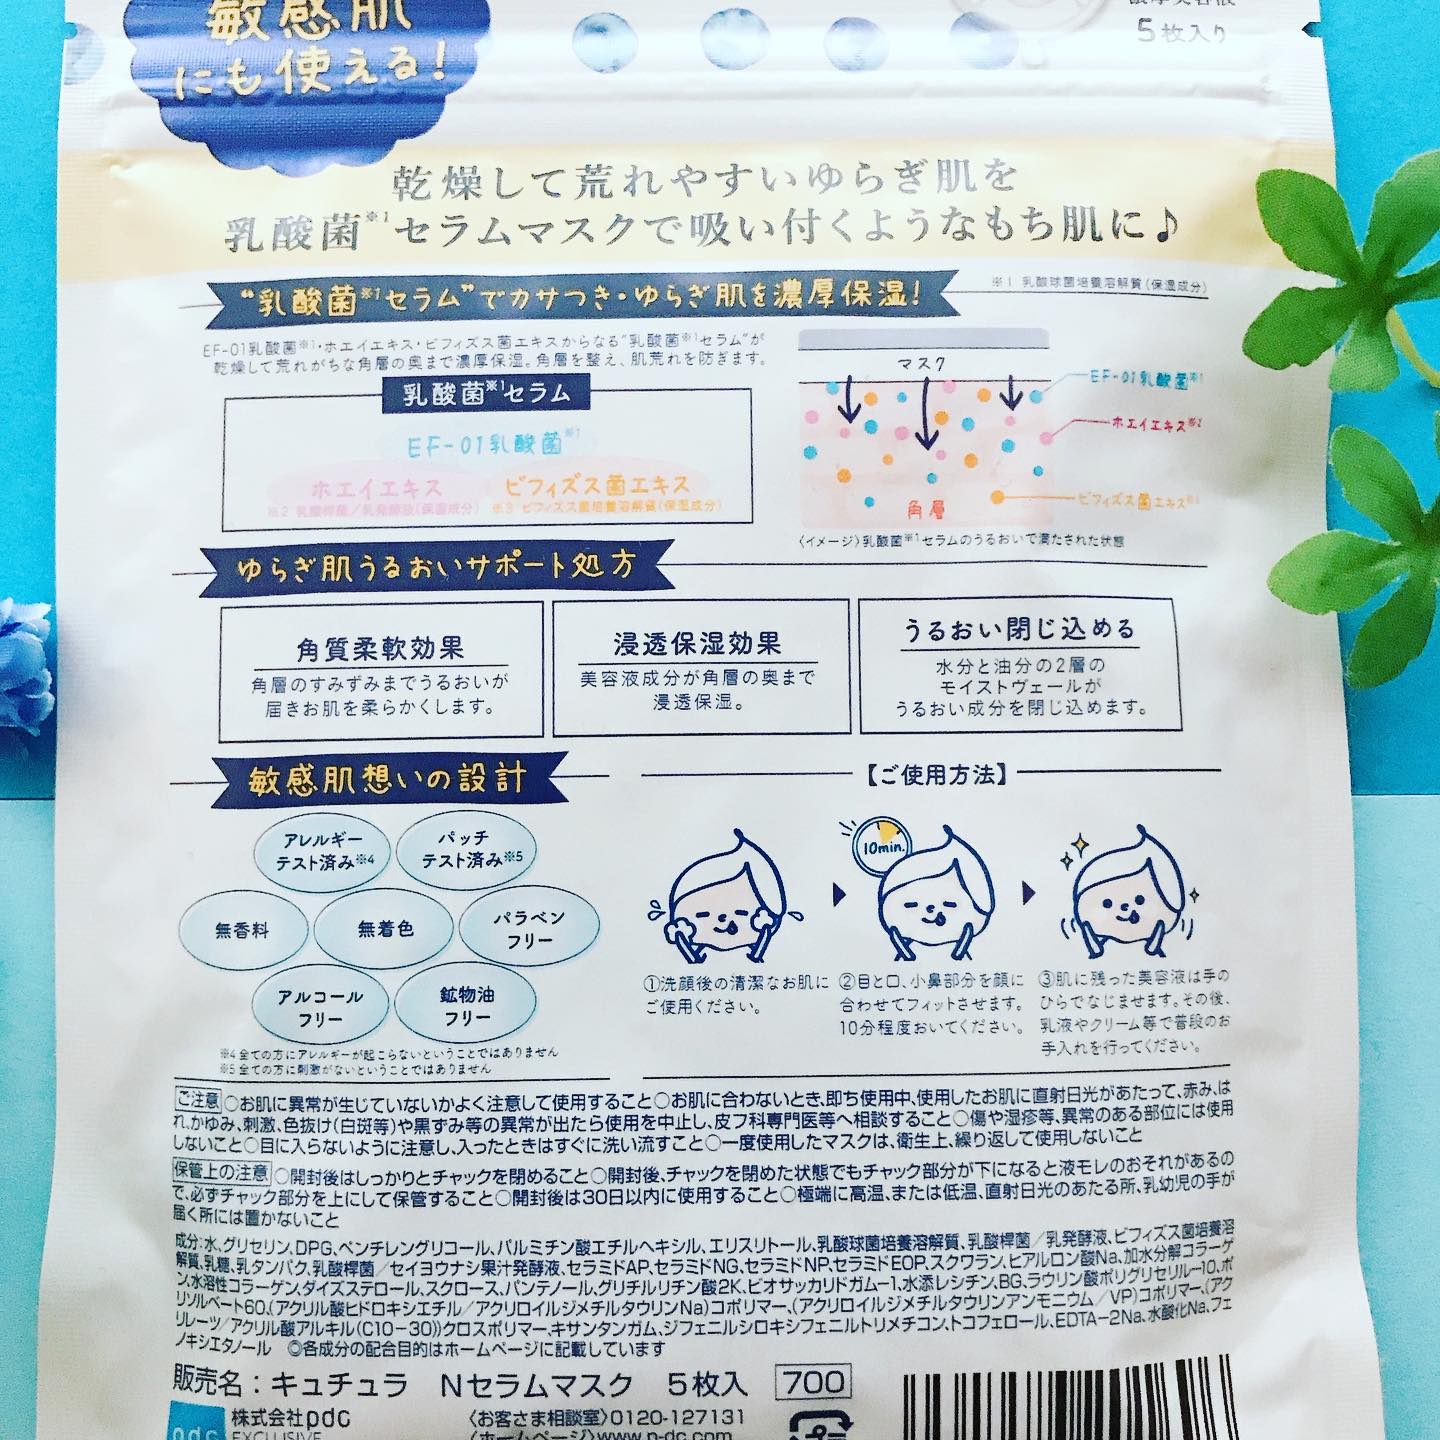 敏感肌
にも使える!
5枚入り
乾燥して荒れやすいゆらぎ肌を
乳酸菌※1セラムマスクで吸い付くようなもち肌に♪
“乳酸菌※1セラム”でカサつき・ゆらぎ肌を濃厚保湿!
※1 乳酸球菌培養溶解質(保湿成分)
EF-01乳酸菌※1・ホエイエキス・ビフィズス菌エキスからなる“乳酸菌※1セラム”が
乾燥して荒れがちな角層の奥まで濃厚保湿。角層を整え、肌荒れを防ぎます。
乳酸菌※1セラム
EF-01乳酸菌※1
ホエイエキス
※2 乳酸桿菌/乳発酵液(保湿成分)
ビフィズス菌エキス
※3 ビフィズス菌培養溶解質(保湿成分)
マスク
EF-01乳酸菌※1
ホエイエキス※2
ビフィズス菌エキス
角層
〈イメージ〉乳酸菌※1セラムのうるおいで満たされた状態
ゆらぎ肌うるおいサポート処方
角質柔軟効果
角層のすみずみまでうるおいが
届きお肌を柔らかくします。
浸透保湿効果
美容液成分が角層の奥まで
浸透保湿。
うるおい閉じ込める
水分と油分の2層の
モイストヴェールが
うるおい成分を閉じ込めます。
敏感肌想いの設計
アレルギー
テスト済み※4
パッチ
テスト済み※5
無香料
無着色
パラベン
フリー
アルコール
フリー
鉱物油
フリー
※4 全ての方にアレルギーが起こらないということではありません
※5 全ての方に刺激がないということではありません
【ご使用方法】
10min.
①洗顔後の清潔なお肌に
ご使用ください。
②目と口、小鼻部分を顔に
合わせてフィットさせます。
10分程度おいてください。
③肌に残った美容液は手の
ひらでなじませます。その後、
乳液やクリーム等で普段のお
手入れを行ってください。
ご注意 ○お肌に異常が生じていないかよく注意して使用すること○お肌に合わないとき、即ち使用中、使用したお肌に直射日光があたって、赤み、は
れ、かゆみ、刺激、色抜け(白斑等)や黒ずみ等の異常が出たら使用を中止し、皮フ科専門医等へ相談すること○傷や湿疹等、異常のある部位には使用
しないこと○目に入らないように注意し、入ったときはすぐに洗い流すこと○一度使用したマスクは、衛生上、繰り返して使用しないこと
保管上の注意 ○開封後はしっかりとチャックを閉めること○開封後、チャックを閉めた状態でもチャック部分が下になると液モレのおそれがあるの
で、必ずチャック部分を上にして保管すること○開封後は30日以内に使用すること○極端に高温、または低温、直射日光のあたる所、乳幼児の手が
届く所には置かないこと
成分:水、グリセリン、DPG、ペンチレングリコール、パルミチン酸エチルヘキシル、エリスリトール、乳酸球菌培養溶解質、乳酸桿菌/乳発酵液、ビフィズス菌培養溶
解質、乳糖、乳タンパク、乳酸桿菌/セイヨウナシ果汁発酵液、セラミドAP、セラミドNG、セラミドNP、セラミドEOP、スクワラン、ヒアルロン酸Na、加水分解コラーゲ
ン、水溶性コラーゲン、ダイズステロール、スクロース、パンテノール、グリチルリチン酸2K、ビオサッカリドガム-1、水添レシチン、BG、ラウリン酸ポリグリセリル-10、ポ
リソルベート60、(アクリル酸ヒドロキシエチル/アクリロイルジメチルタウリンNa)コポリマー、(アクリロイルジメチルタウリンアンモニウム/VP)コポリマー、(アク
リレーツ/アクリル酸アルキル(C10-30))クロスポリマー、キサンタンガム、ジフェニルシロキシフェニルトリメチコン、トコフェロール、EDTA-2Na、水酸化Na、フェ
ノキシエタノール ◎各成分の配合目的はホームページに記載しています
販売名:キュチュラ Nセラムマスク 5枚入 700
pdc
株式会社pdc
EXCLUSIVE
〈お客さま相談室〉0120-127131
〈ホームページ〉www.p-dc.com